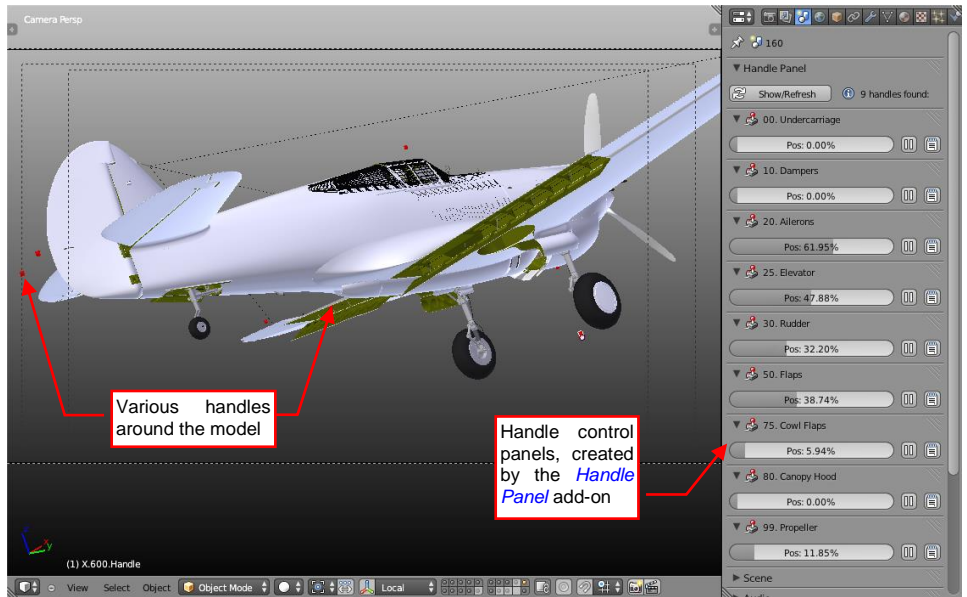 Camera Persp
160
Handle Panel
Show/Refresh
9 handles found:
00. Undercarriage
Pos: 0.00%
10. Dampers
Pos: 0.00%
20. Ailerons
Pos: 61.95%
25. Elevator
Pos: 47.88%
30. Rudder
Pos: 32.20%
50. Flaps
Pos: 38.74%
75. Cowl Flaps
Pos: 5.94%
80. Canopy Hood
Pos: 0.00%
99. Propeller
Pos: 11.85%
Scene
Various handles
around the model
Handle control
panels, created
by the Handle
Panel add-on
(1) X.600.Handle
View Select Object Object Mode Local